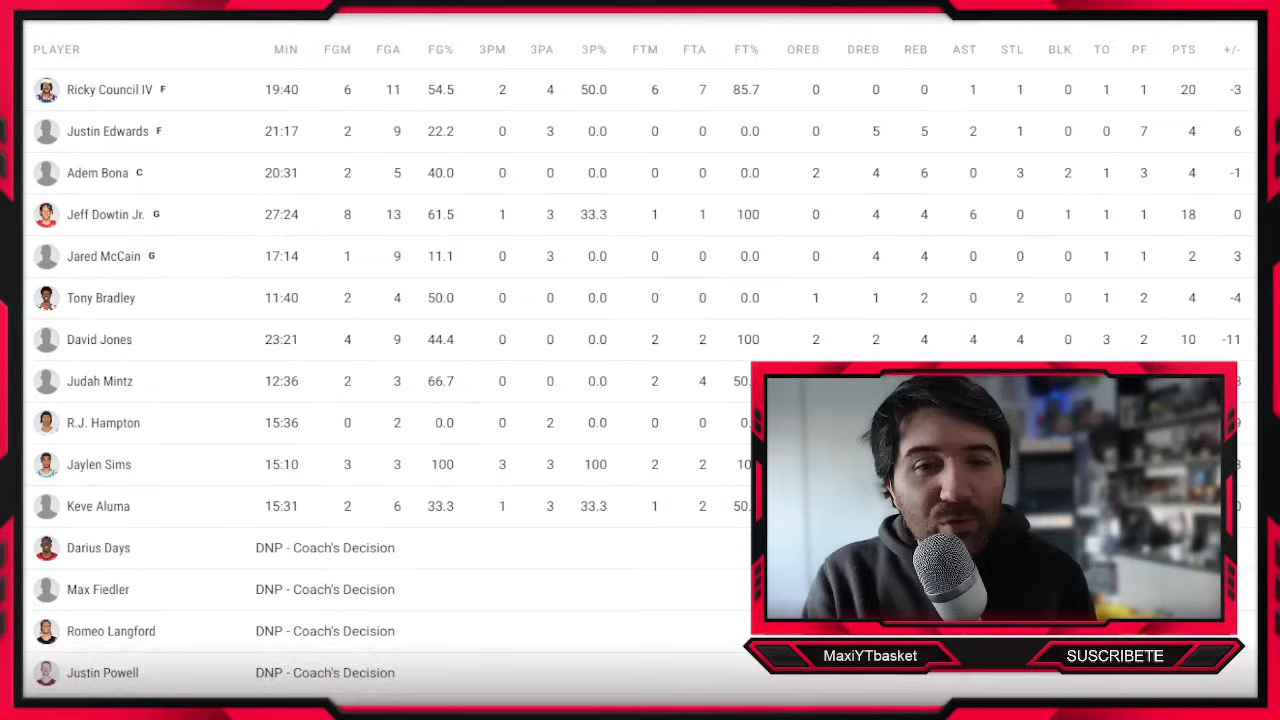 PLAYER MIN FGM FGA FG% 3PM 3PA 3P% FTM FTA FT% OREB DREB REB AST STL BLK TO PF PTS +/-
Ricky Council IV F 19:40 6 11 54.5 2 4 50.0 6 7 85.7 0 0 0 1 1 0 1 1 20 -3
Justin Edwards F 21:17 2 9 22.2 0 3 0.0 0 0 0.0 0 5 5 2 1 0 0 7 4 6
Adem Bona C 20:31 2 5 40.0 0 0 0.0 0 0 0.0 2 4 6 0 3 2 1 3 4 -1
Jeff Dowtin Jr. G 27:24 8 13 61.5 1 3 33.3 1 1 100 0 4 4 6 0 1 1 1 18 0
Jared McCain G 17:14 1 9 11.1 0 3 0.0 0 0 0.0 0 4 4 0 0 0 1 1 2 3
Tony Bradley 11:40 2 4 50.0 0 0 0.0 0 0 0.0 1 1 2 0 2 0 1 2 4 -4
David Jones 23:21 4 9 44.4 0 0 0.0 2 2 100 2 2 4 4 4 0 3 2 10 -11
Judah Mintz 12:36 2 3 66.7 0 0 0.0 2 4 50.
R.J. Hampton 15:36 0 2 0.0 0 2 0.0 0 0 0.
Jaylen Sims 15:10 3 3 100 3 3 100 2 2 10
Keve Aluma 15:31 2 6 33.3 1 3 33.3 1 2 50. 0
Darius Days DNP - Coach's Decision
Max Fiedler DNP - Coach's Decision
Romeo Langford DNP - Coach's Decision
Justin Powell DNP - Coach's Decision
MaxiYTbasket SUSCRIBETE